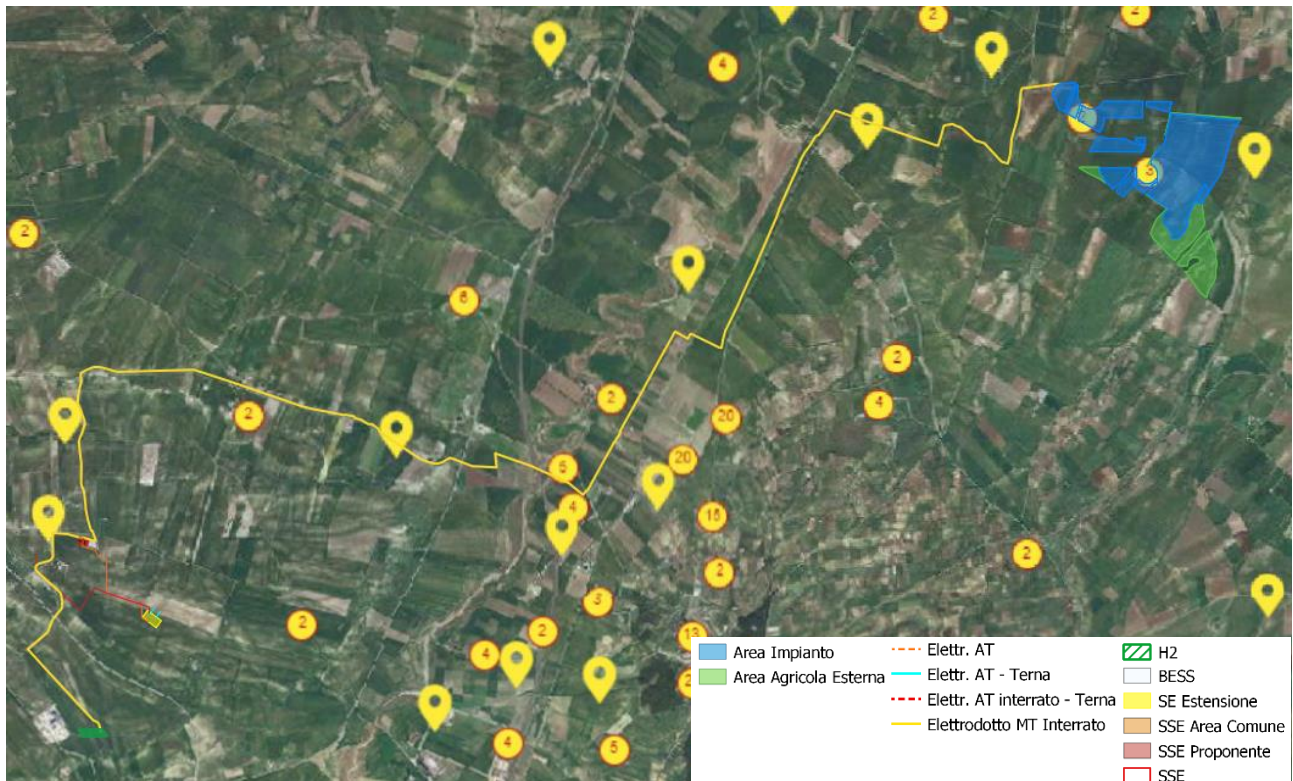 2
2
4
2
3
6
2
2
2
4
20
20
5
4
15
2
2
3
2
2
4
13
2
4
5
Area Impianto
Area Agricola Esterna
Elettr. AT
Elettr. AT - Terna
Elettr. AT interrato - Terna
Elettrodotto MT Interrato
H2
BESS
SE Estensione
SSE Area Comune
SSE Proponente
SSE